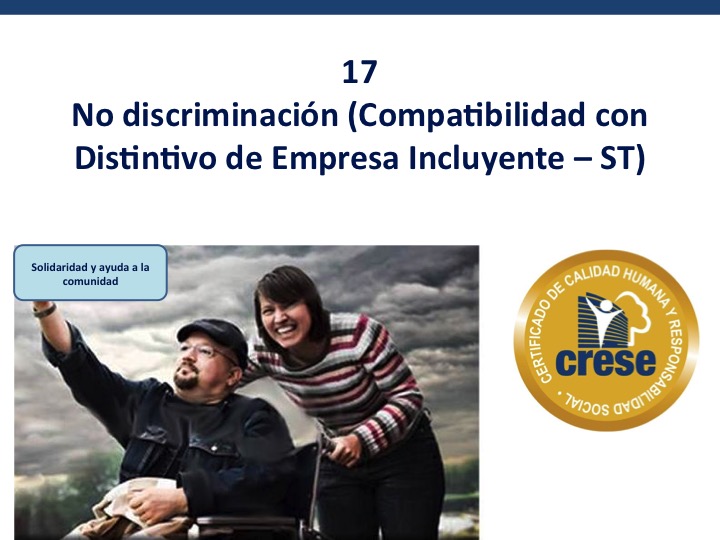 17
No discriminación (Compatibilidad con
Distintivo de Empresa Incluyente – ST)
Solidaridad y ayuda a la
comunidad
CERTIFICADO DE CALIDAD HUMANA Y RESPONSABILIDAD SOCIAL •
crese